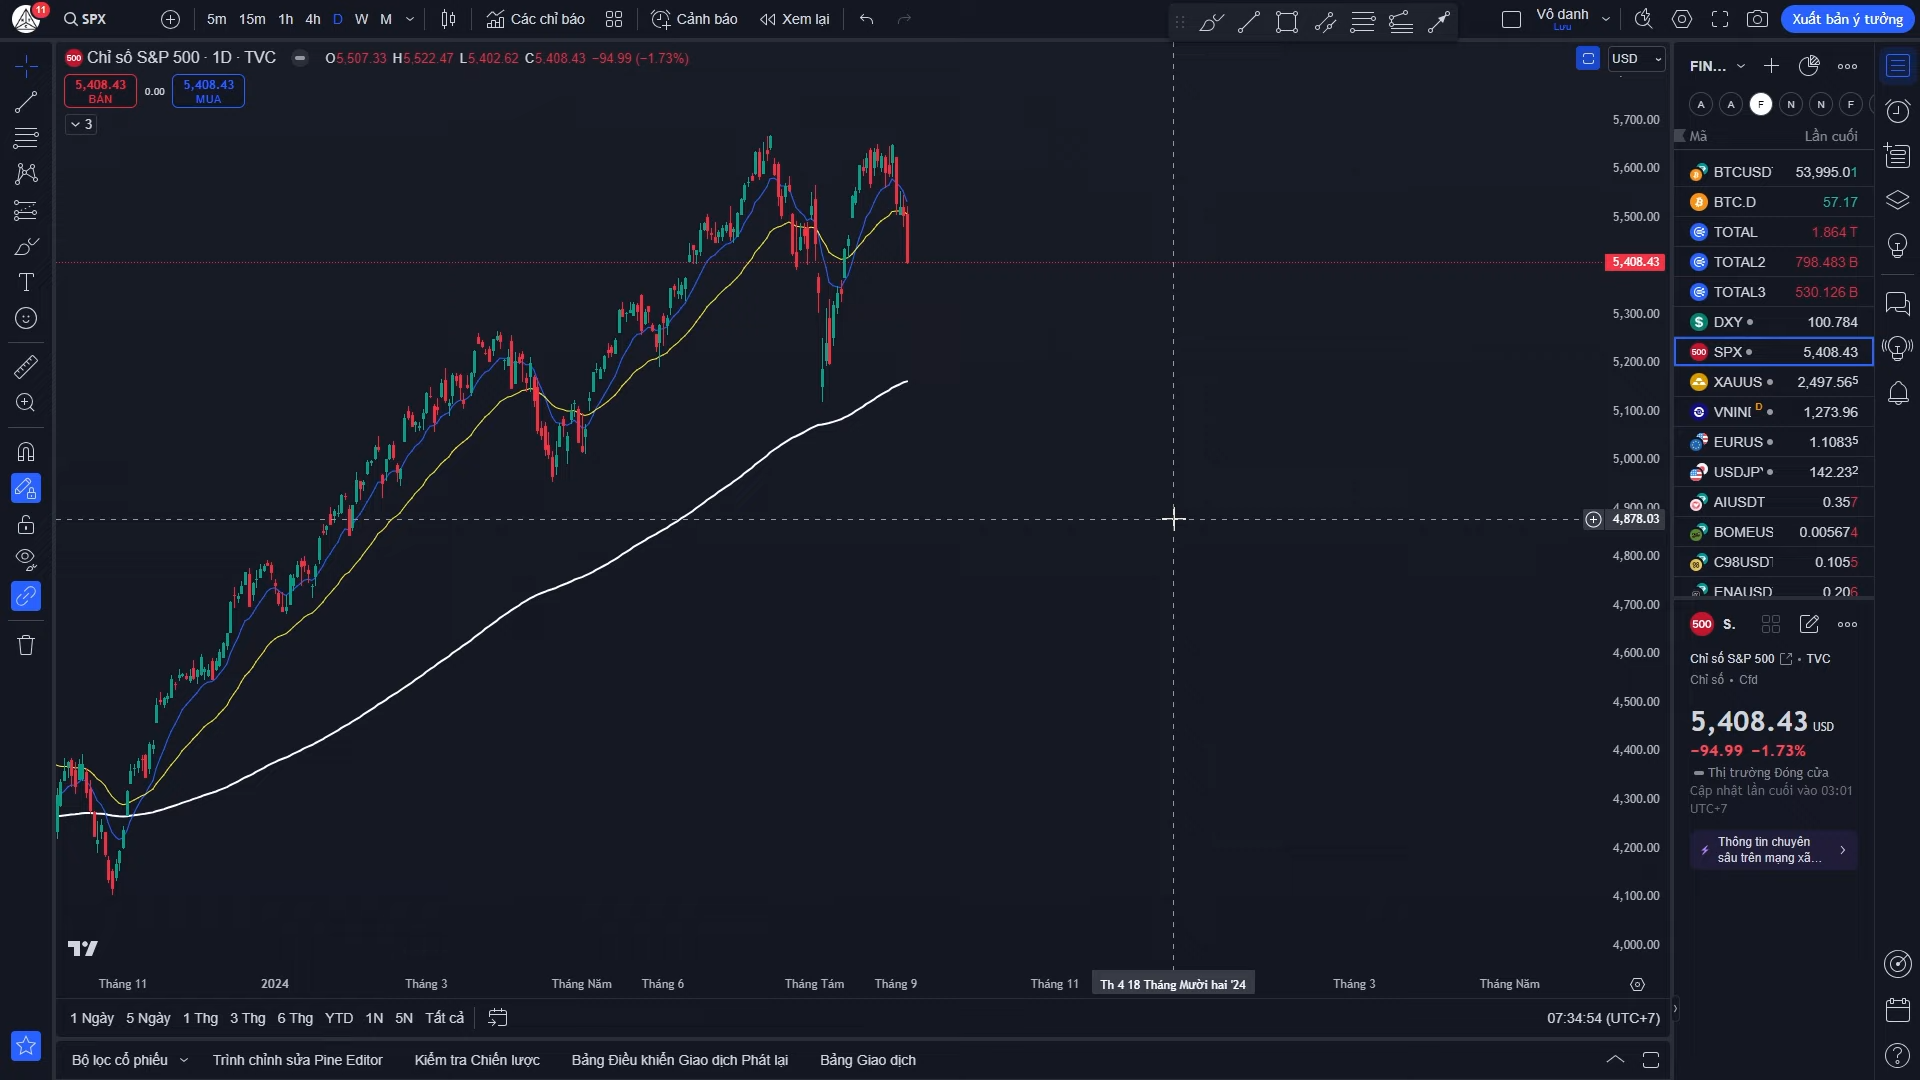 11
SPX
5m 15m 1h 4h D W M
Các chỉ báo
Cảnh báo
Xem lại
Vô danh
Lưu
Xuất bản ý tưởng
500 Chỉ số S&P 500 · 1D · TVC
O5,507.33 H5,522.47 L5,402.62 C5,408.43 −94.99 (−1.73%)
5,408.43
BÁN
0.00
5,408.43
MUA
3
USD
5,700.00
5,600.00
5,500.00
5,408.43
5,300.00
5,200.00
5,100.00
5,000.00
4,900.00
4,878.03
4,800.00
4,700.00
4,600.00
4,500.00
4,400.00
4,300.00
4,200.00
4,100.00
4,000.00
Tháng 11 2024 Tháng 3 Tháng Năm Tháng 6 Tháng Tám Tháng 9 Tháng 11 Th 4 18 Tháng Mười hai '24 Tháng 3 Tháng Năm
1 Ngày 5 Ngày 1 Thg 3 Thg 6 Thg YTD 1N 5N Tất cả
07:34:54 (UTC+7)
Bộ lọc cổ phiếu
Trình chỉnh sửa Pine Editor
Kiểm tra Chiến lược
Bảng Điều khiển Giao dịch Phát lại
Bảng Giao dịch
FIN...
A A F N N F
Mã Lần cuối
BTCUSD 53,995.01
BTC.D 57.17
TOTAL 1.864 T
TOTAL2 798.483 B
TOTAL3 530.126 B
DXY 100.784
500 SPX 5,408.43
XAUUS 2,497.565
VNINI D 1,273.96
EURUS 1.10835
USDJP 142.232
AIUSDT 0.357
BOMEUS 0.005674
C98USDT 0.1055
ENAUSD 0.206
500 S.
Chỉ số S&P 500 • TVC
Chỉ số • Cfd
5,408.43 USD
−94.99 −1.73%
Thị trường Đóng cửa
Cập nhật lần cuối vào 03:01
UTC+7
Thông tin chuyên
sâu trên mạng xã...